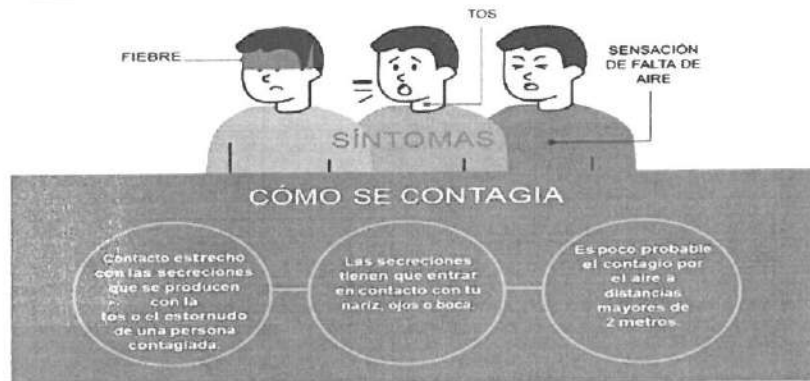 TOS
FIEBRE
SENSACIÓN
DE FALTA DE
AIRE
SÍNTOMAS
CÓMO SE CONTAGIA
Contacto estrecho
con las secreciones
que se producen
con la
tos o el estornudo
de una persona
contagiada.
Las secreciones
tienen que entrar
en contacto con tu
nariz, ojos o boca.
Es poco probable
el contagio por
el aire a
distancias
mayores de
2 metros.